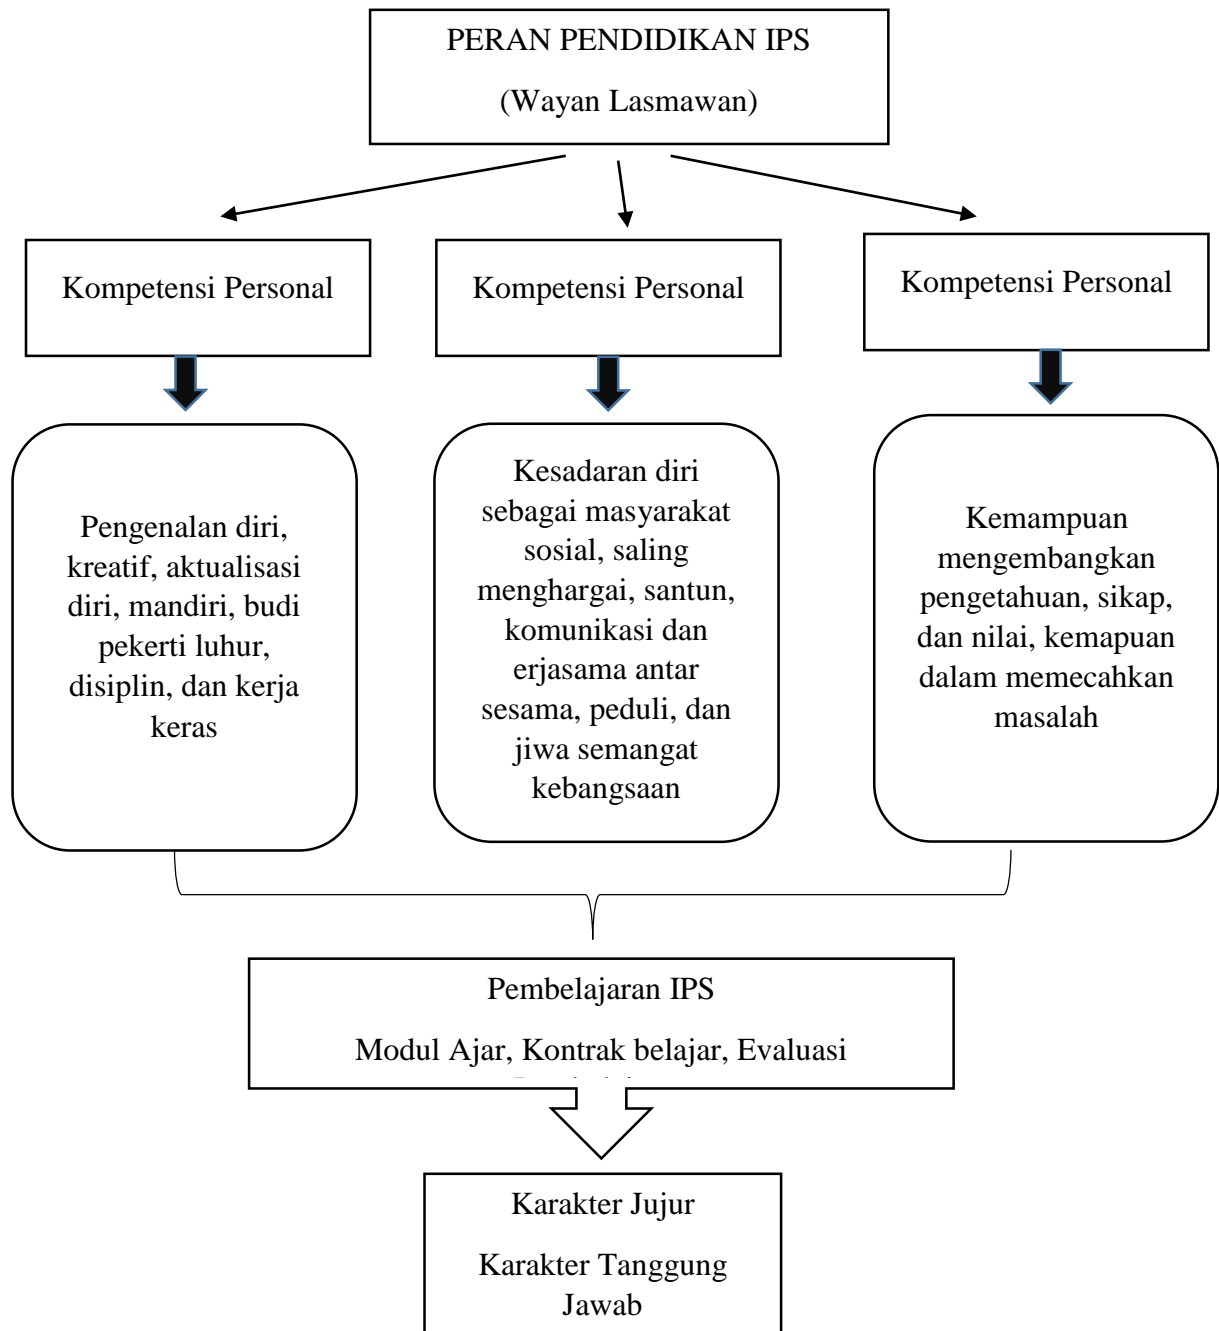 PERAN PENDIDIKAN IPS
(Wayan Lasmawan)
Kompetensi Personal
Kompetensi Personal
Kompetensi Personal
Pengenalan diri,
kreatif, aktualisasi
diri, mandiri, budi
pekerti luhur,
disiplin, dan kerja
keras
Kesadaran diri
sebagai masyarakat
sosial, saling
menghargai, santun,
komunikasi dan
erjasama antar
sesama, peduli, dan
jiwa semangat
kebangsaan
Kemampuan
mengembangkan
pengetahuan, sikap,
dan nilai, kemapuan
dalam memecahkan
masalah
Pembelajaran IPS
Modul Ajar, Kontrak belajar, Evaluasi
Karakter Jujur
Karakter Tanggung
Jawab